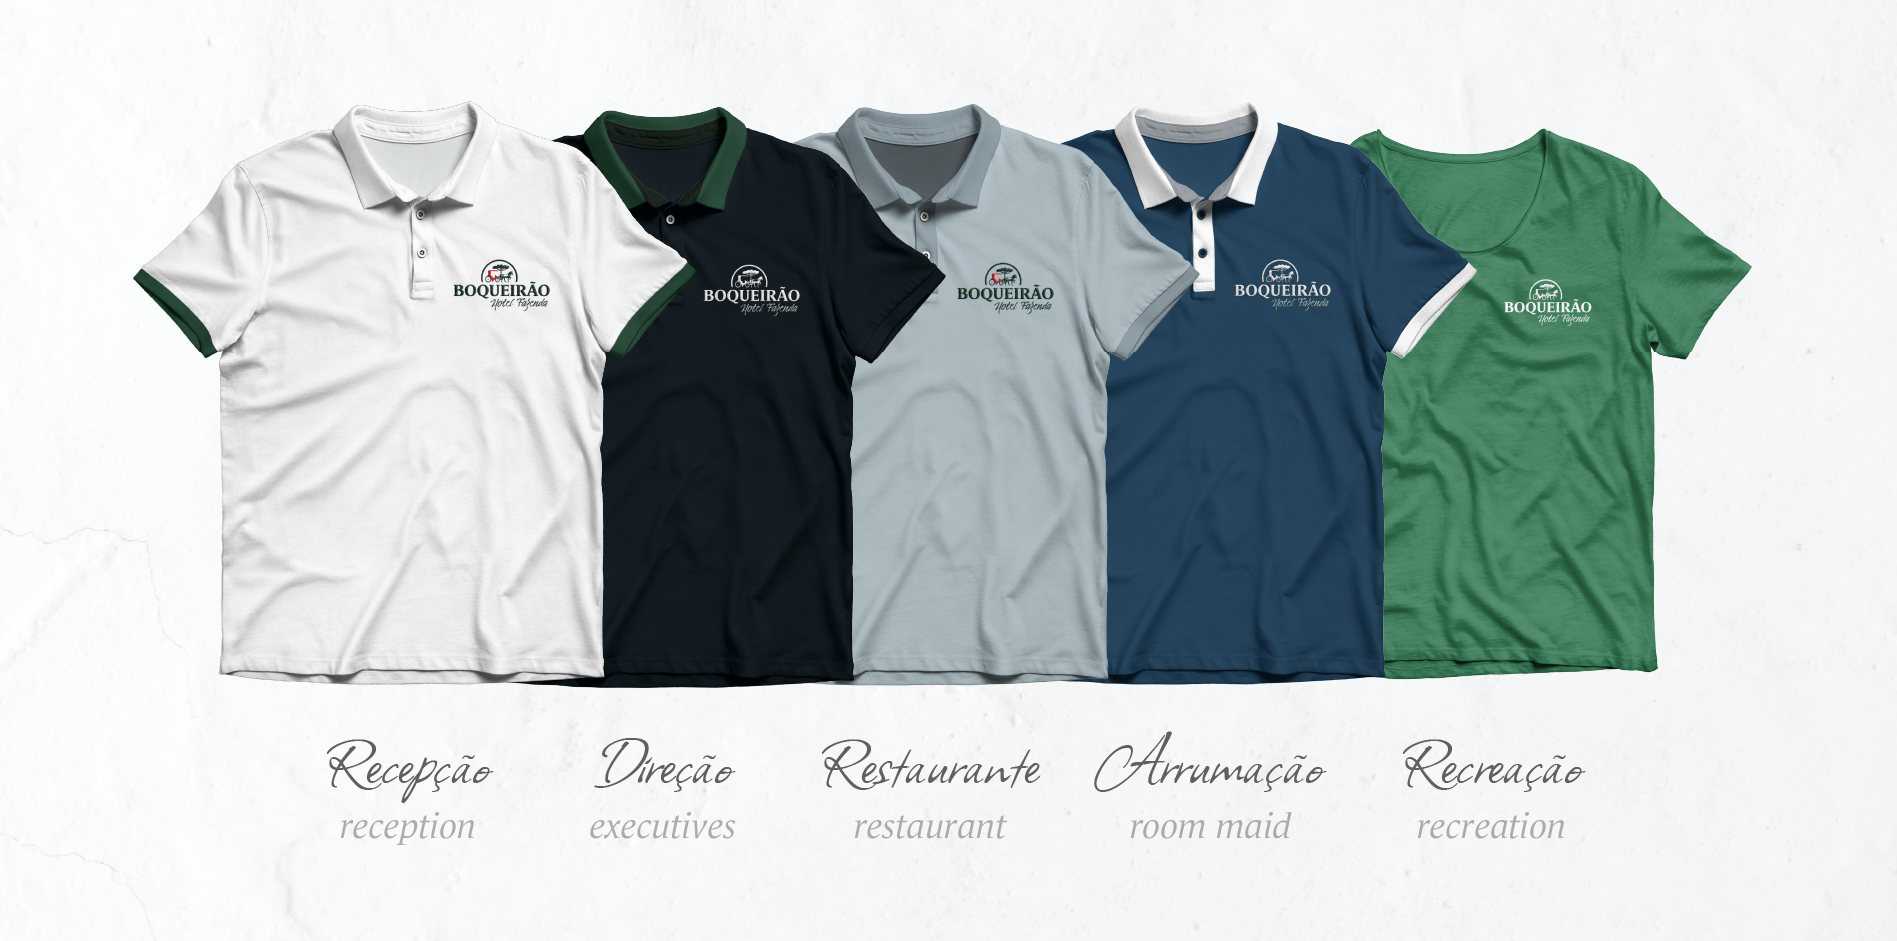 BOQUEIRÃO
Hotel Fazenda
BOQUEIRÃO
Hotel Fazenda
BOQUEIRÃO
Hotel Fazenda
BOQUEIRÃO
Hotel Fazenda
BOQUEIRÃO
Hotel Fazenda
Recepção
reception
Direção
executives
Restaurante
restaurant
Arrumação
room maid
Recreação
recreation